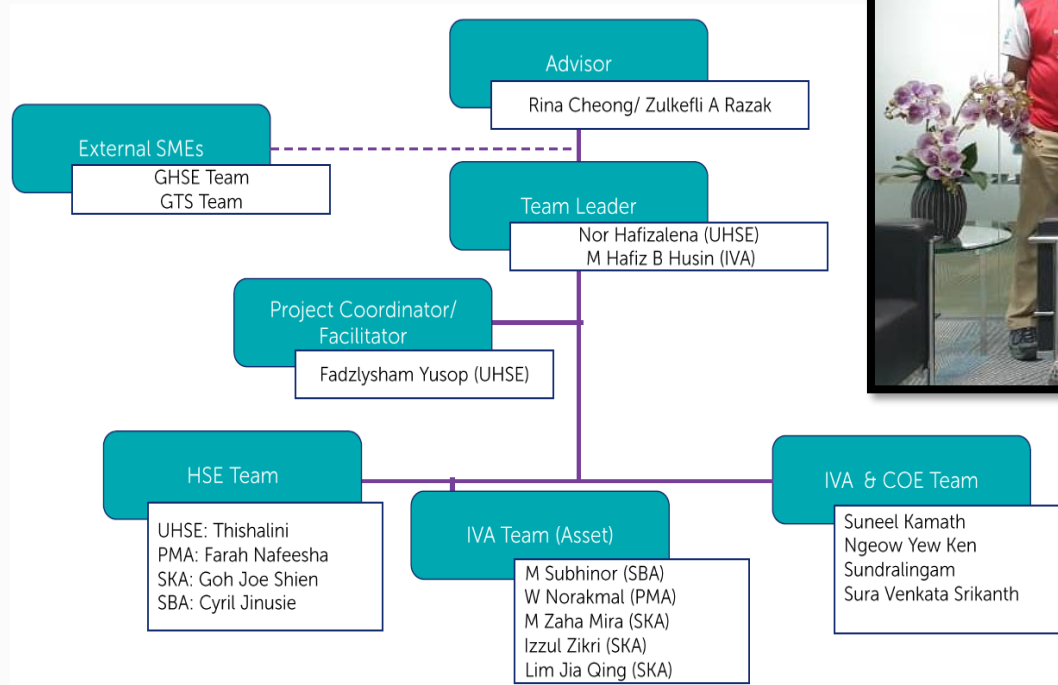 Advisor
Rina Cheong/ Zulkefli A Razak
External SMEs
GHSE Team
GTS Team
Team Leader
Nor Hafizalena (UHSE)
M Hafiz B Husin (IVA)
Project Coordinator/
Facilitator
Fadzlysham Yusop (UHSE)
HSE Team
UHSE: Thishalini
PMA: Farah Nafeesha
SKA: Goh Joe Shien
SBA: Cyril Jinusie
IVA Team (Asset)
M Subhinor (SBA)
W Norakmal (PMA)
M Zaha Mira (SKA)
Izzul Zikri (SKA)
Lim Jia Qing (SKA)
IVA & COE Team
Suneel Kamath
Ngeow Yew Ken
Sundralingam
Sura Venkata Srikanth